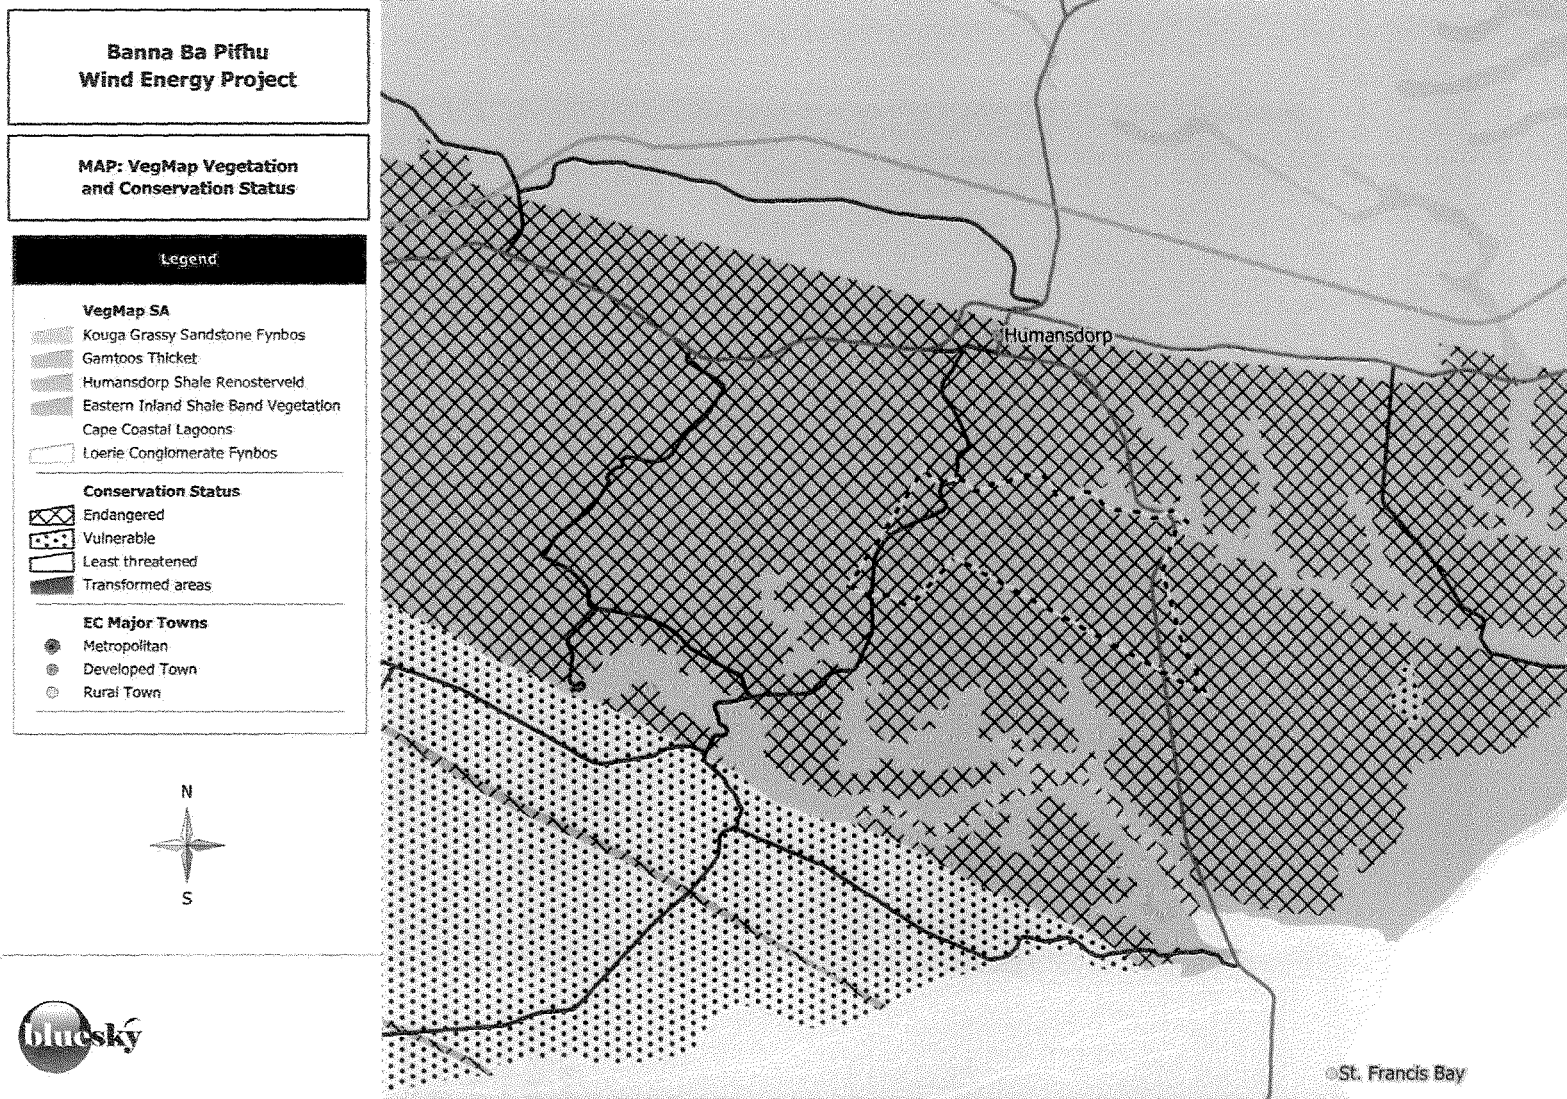 Banna Ba Pifhu
Wind Energy Project
MAP: VegMap Vegetation
and Conservation Status
Legend
VegMap SA
Kouga Grassy Sandstone Fynbos
Gamtoos Thicket
Humansdorp Shale Renosterveld
Eastern Inland Shale Band Vegetation
Cape Coastal Lagoons
Loerie Conglomerate Fynbos
Conservation Status
Endangered
Vulnerable
Least threatened
Transformed areas
EC Major Towns
Metropolitan
Developed Town
Rural Town
N
S
bluesky
Humansdorp
St. Francis Bay